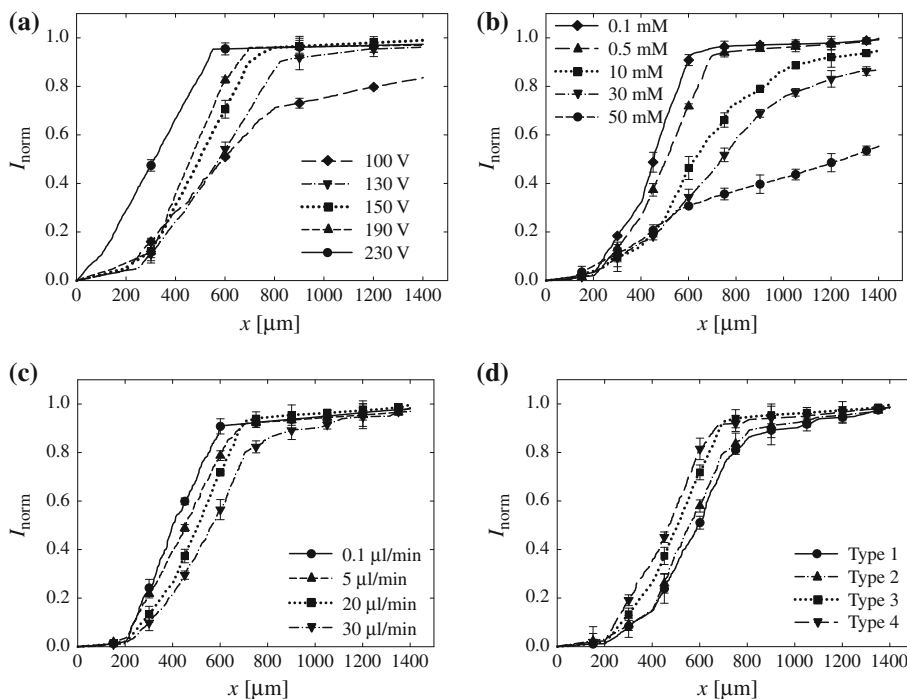 (a)
1.0
0.8
0.6
0.4
0.2
0.0
I_norm
0 200 400 600 800 1000 1200 1400
x [μm]
100 V
130 V
150 V
190 V
230 V
(b)
1.0
0.8
0.6
0.4
0.2
0.0
I_norm
0 200 400 600 800 1000 1200 1400
x [μm]
0.1 mM
0.5 mM
10 mM
30 mM
50 mM
(c)
1.0
0.8
0.6
0.4
0.2
0.0
I_norm
0 200 400 600 800 1000 1200 1400
x [μm]
0.1 μl/min
5 μl/min
20 μl/min
30 μl/min
(d)
1.0
0.8
0.6
0.4
0.2
0.0
I_norm
0 200 400 600 800 1000 1200 1400
x [μm]
Type 1
Type 2
Type 3
Type 4